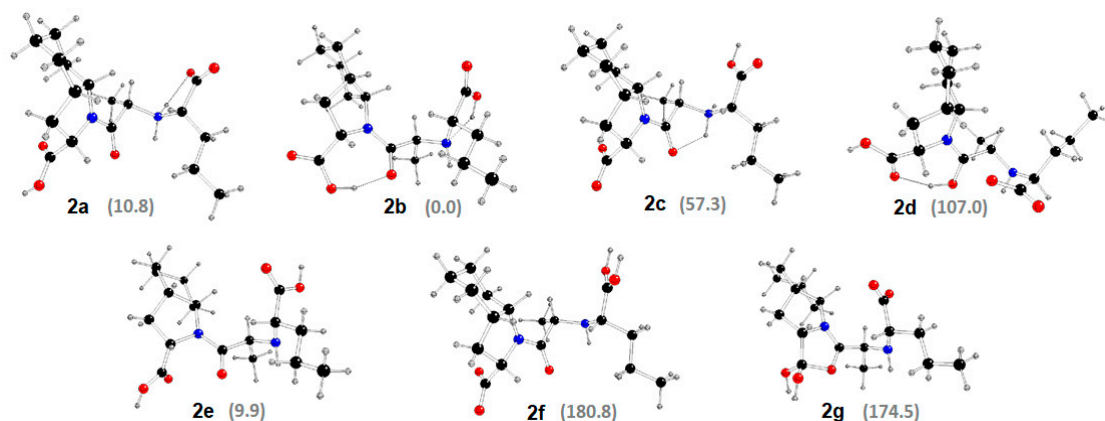 2a (10.8) 2b (0.0) 2c (57.3) 2d (107.0)
2e (9.9) 2f (180.8) 2g (174.5)